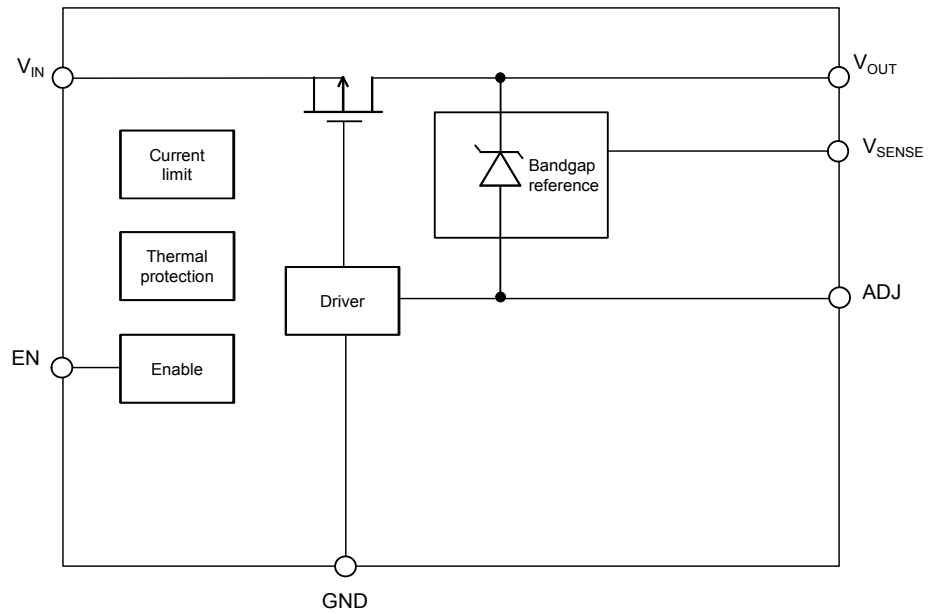 V_IN
V_OUT
Current
limit
V_SENSE
Bandgap
reference
Thermal
protection
Driver
ADJ
EN
Enable
GND